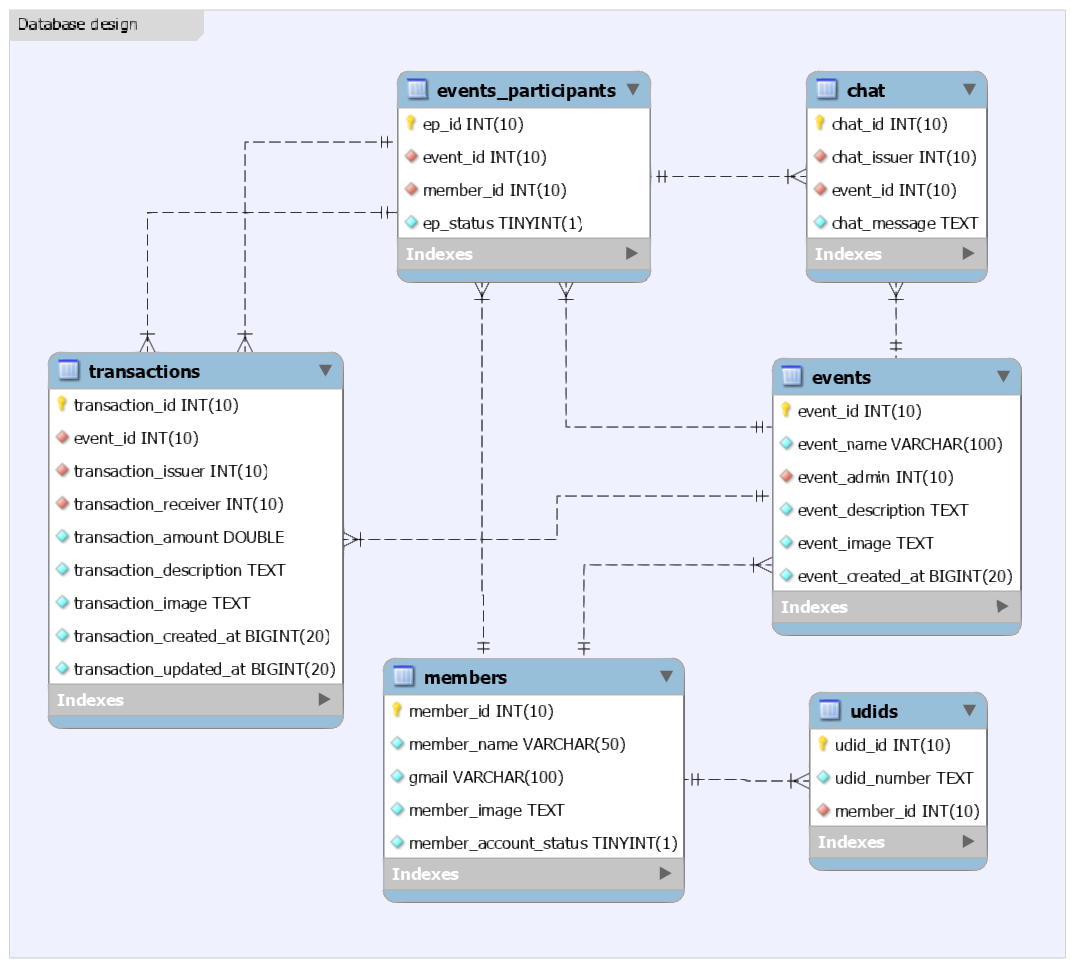 Database design
events_participants
ep_id INT(10)
event_id INT(10)
member_id INT(10)
ep_status TINYINT(1)
Indexes
chat
chat_id INT(10)
chat_issuer INT(10)
event_id INT(10)
chat_message TEXT
Indexes
transactions
transaction_id INT(10)
event_id INT(10)
transaction_issuer INT(10)
transaction_receiver INT(10)
transaction_amount DOUBLE
transaction_description TEXT
transaction_image TEXT
transaction_created_at BIGINT(20)
transaction_updated_at BIGINT(20)
Indexes
events
event_id INT(10)
event_name VARCHAR(100)
event_admin INT(10)
event_description TEXT
event_image TEXT
event_created_at BIGINT(20)
Indexes
members
member_id INT(10)
member_name VARCHAR(50)
gmail VARCHAR(100)
member_image TEXT
member_account_status TINYINT(1)
Indexes
udids
udid_id INT(10)
udid_number TEXT
member_id INT(10)
Indexes